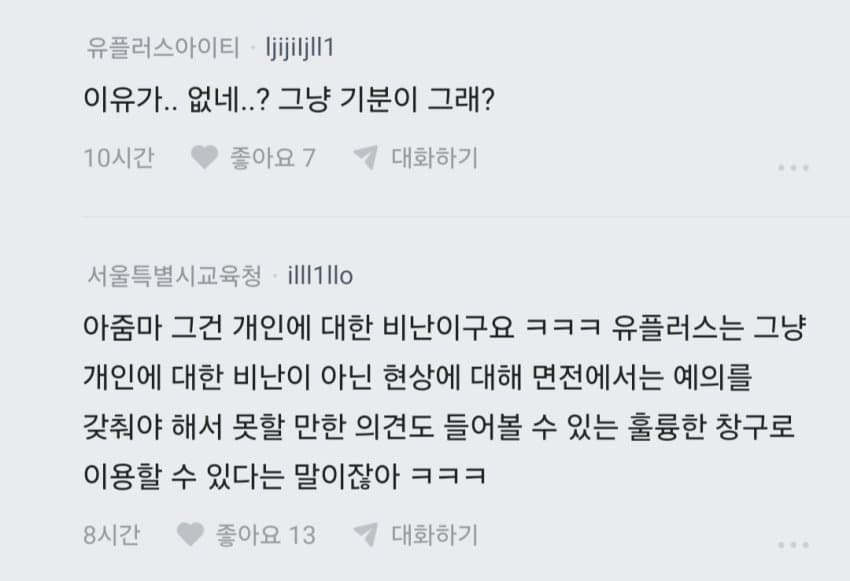 유플러스아이티 · ljijiljll1
이유가.. 없네..? 그냥 기분이 그래?
10시간 좋아요 7 대화하기
서울특별시교육청 · illl1llo
아줌마 그건 개인에 대한 비난이구요 ㅋㅋㅋ 유플러스는 그냥
개인에 대한 비난이 아닌 현상에 대해 면전에서는 예의를
갖춰야 해서 못할 만한 의견도 들어볼 수 있는 훌륭한 창구로
이용할 수 있다는 말이잖아 ㅋㅋㅋ
8시간 좋아요 13 대화하기